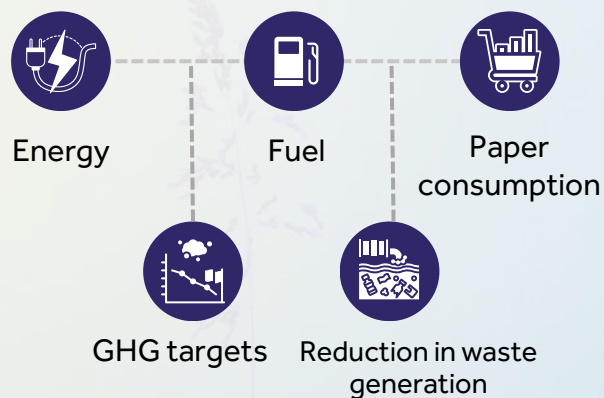 Energy
Fuel
Paper
consumption
GHG targets
Reduction in waste
generation